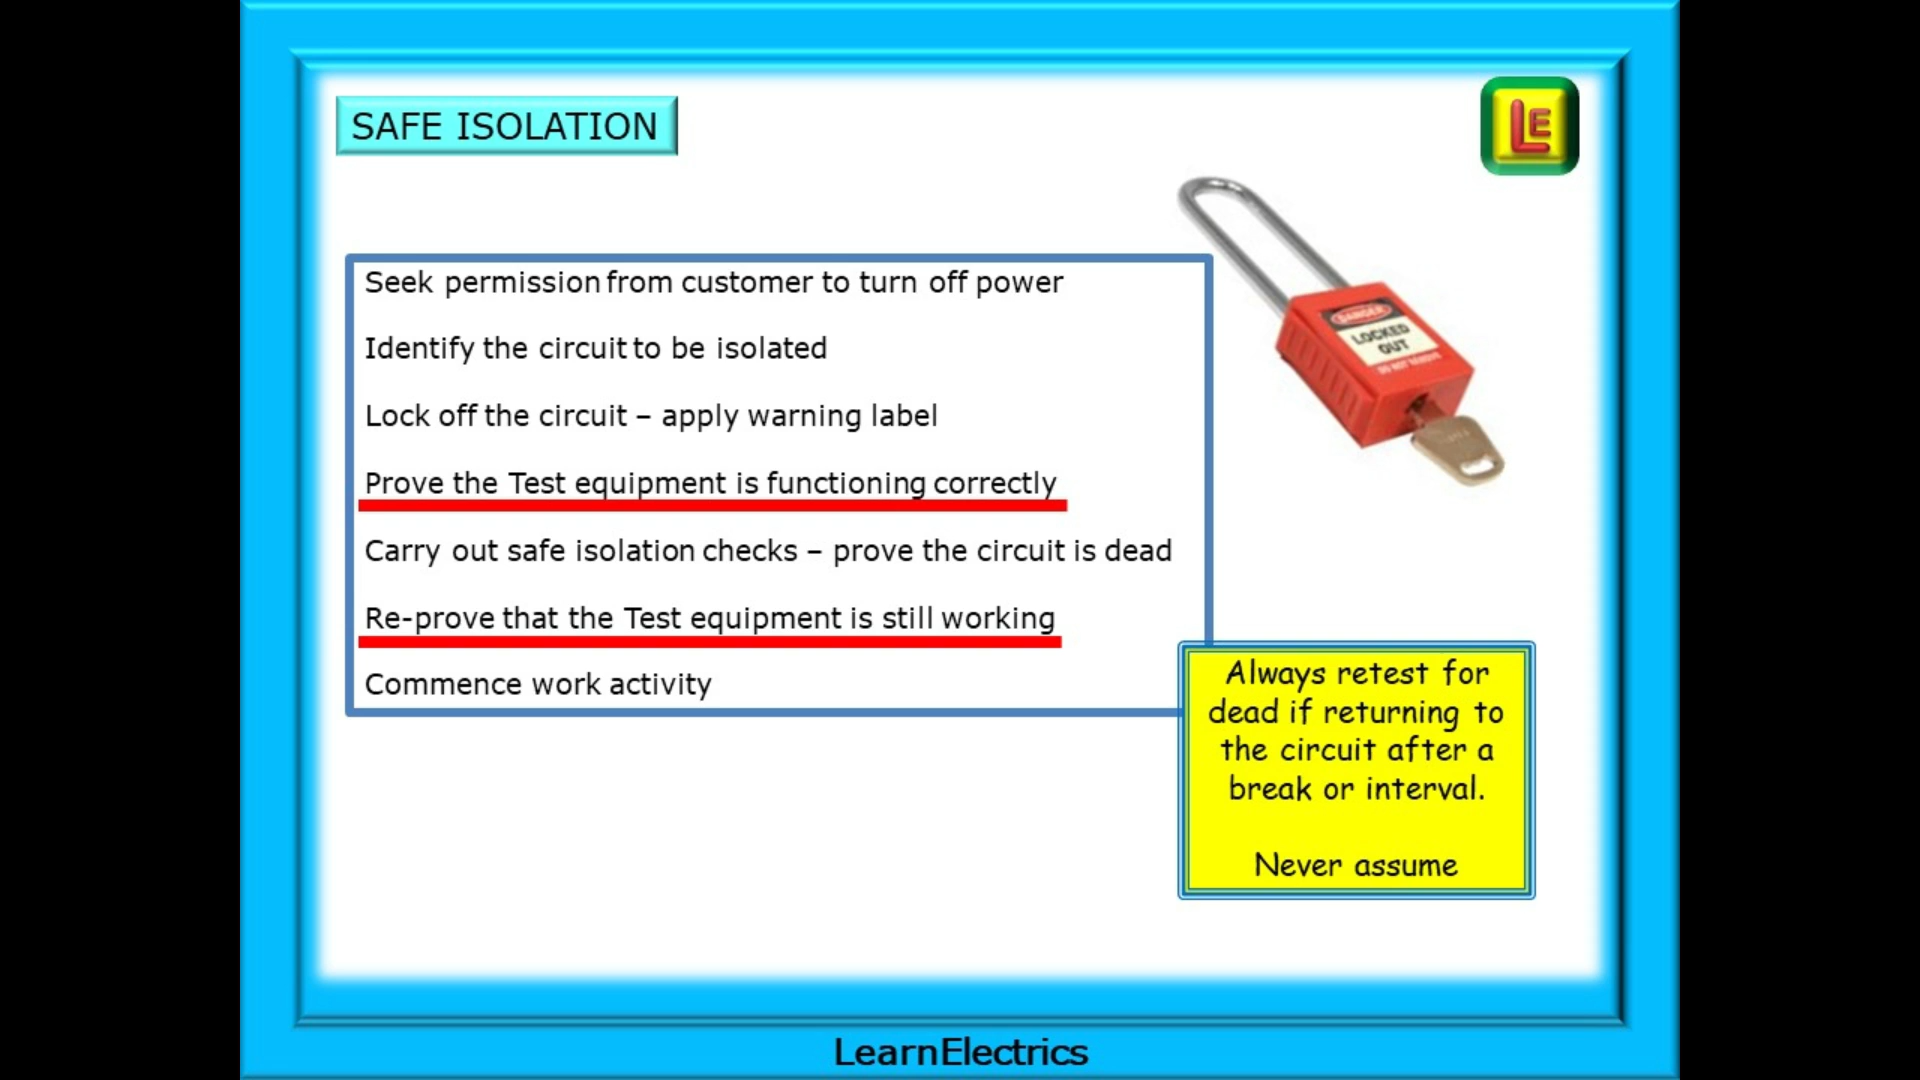 SAFE ISOLATION
LE
DANGER
LOCKED
OUT
DO NOT REMOVE
Seek permission from customer to turn off power
Identify the circuit to be isolated
Lock off the circuit – apply warning label
Prove the Test equipment is functioning correctly
Carry out safe isolation checks – prove the circuit is dead
Re-prove that the Test equipment is still working
Commence work activity
Always retest for
dead if returning to
the circuit after a
break or interval.
Never assume
LearnElectrics